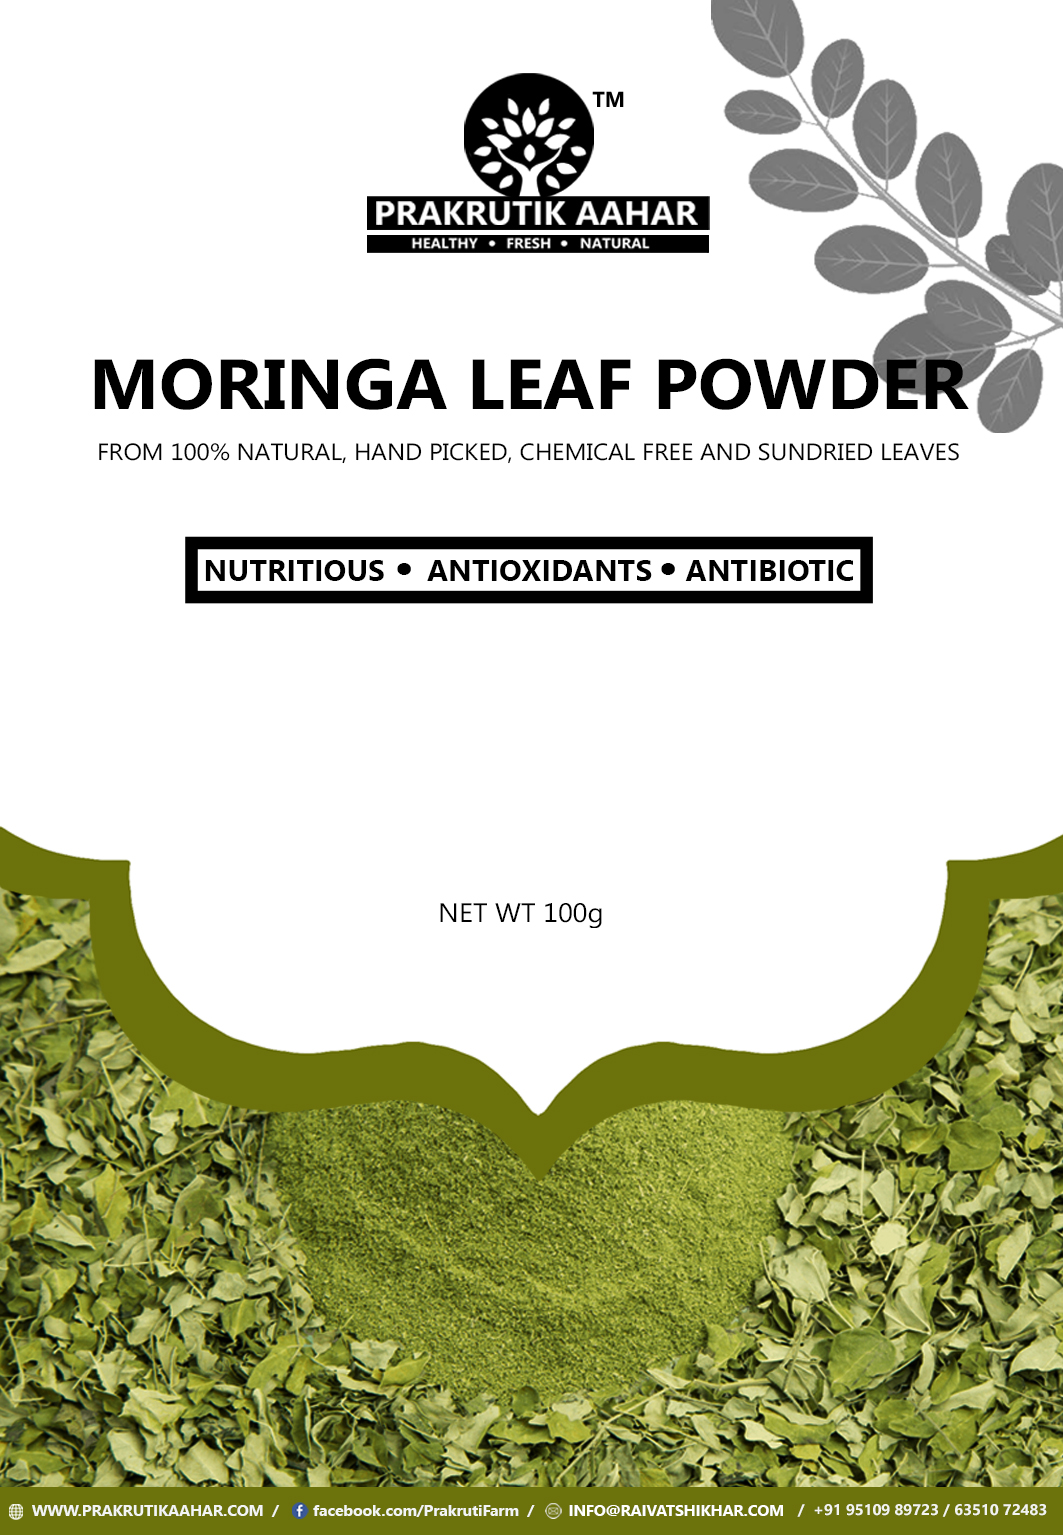 TM
PRAKRUTIK AAHAR
HEALTHY • FRESH • NATURAL
MORINGA LEAF POWDER
FROM 100% NATURAL, HAND PICKED, CHEMICAL FREE AND SUNDRIED LEAVES
NUTRITIOUS • ANTIOXIDANTS • ANTIBIOTIC
NET WT 100g
WWW.PRAKRUTIKAAHAR.COM / facebook.com/PrakrutiFarm / INFO@RAIVATSHIKHAR.COM / +91 95109 89723 / 63510 72483